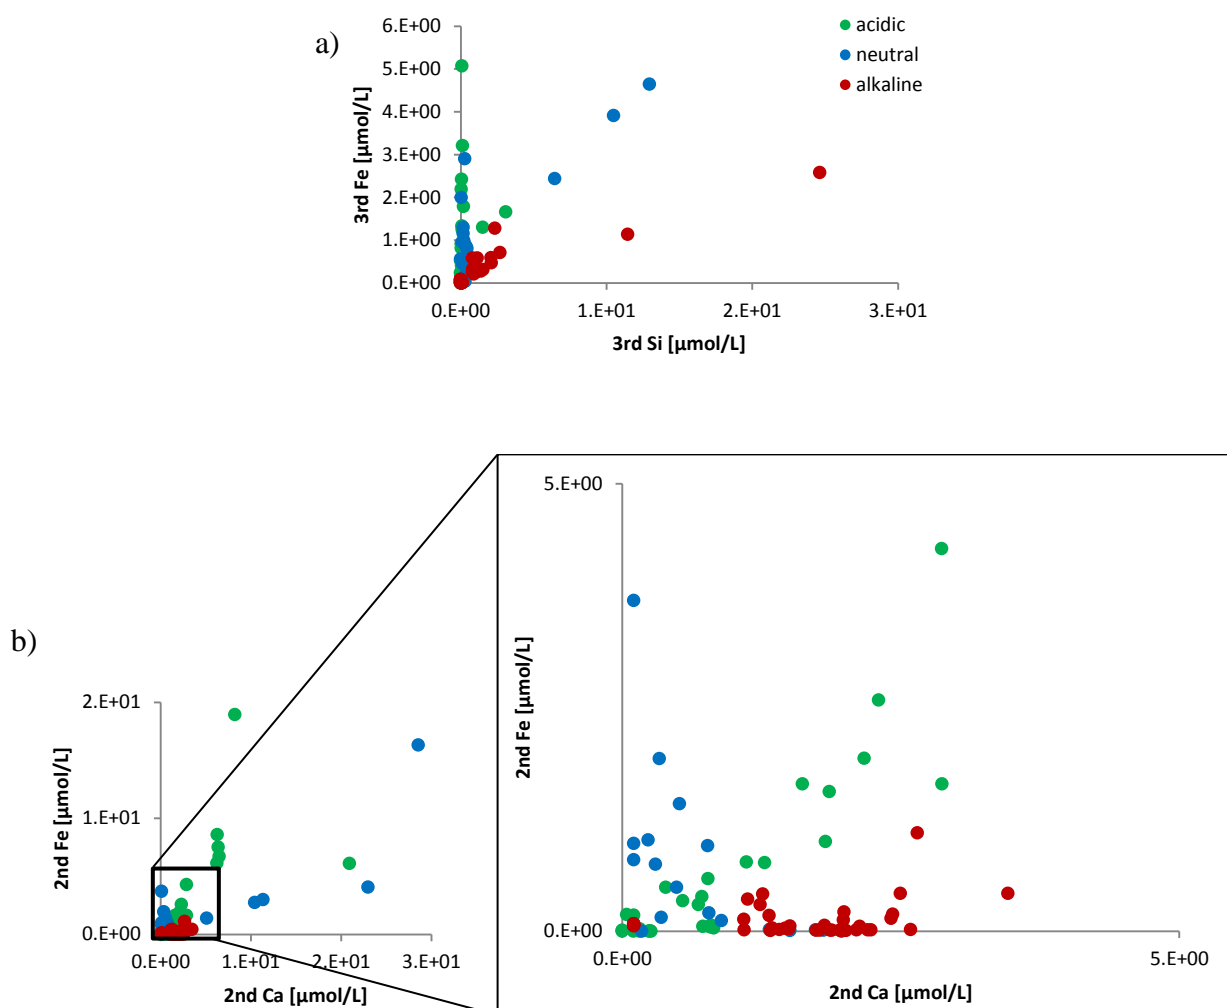 a)
3rd Fe [µmol/L]
6.E+00
5.E+00
4.E+00
3.E+00
2.E+00
1.E+00
0.E+00
0.E+00 1.E+01 2.E+01 3.E+01
3rd Si [µmol/L]
acidic
neutral
alkaline
b)
2nd Fe [µmol/L]
2.E+01
1.E+01
0.E+00
0.E+00 1.E+01 2.E+01 3.E+01
2nd Ca [µmol/L]
2nd Fe [µmol/L]
5.E+00
0.E+00
0.E+00 5.E+00
2nd Ca [µmol/L]